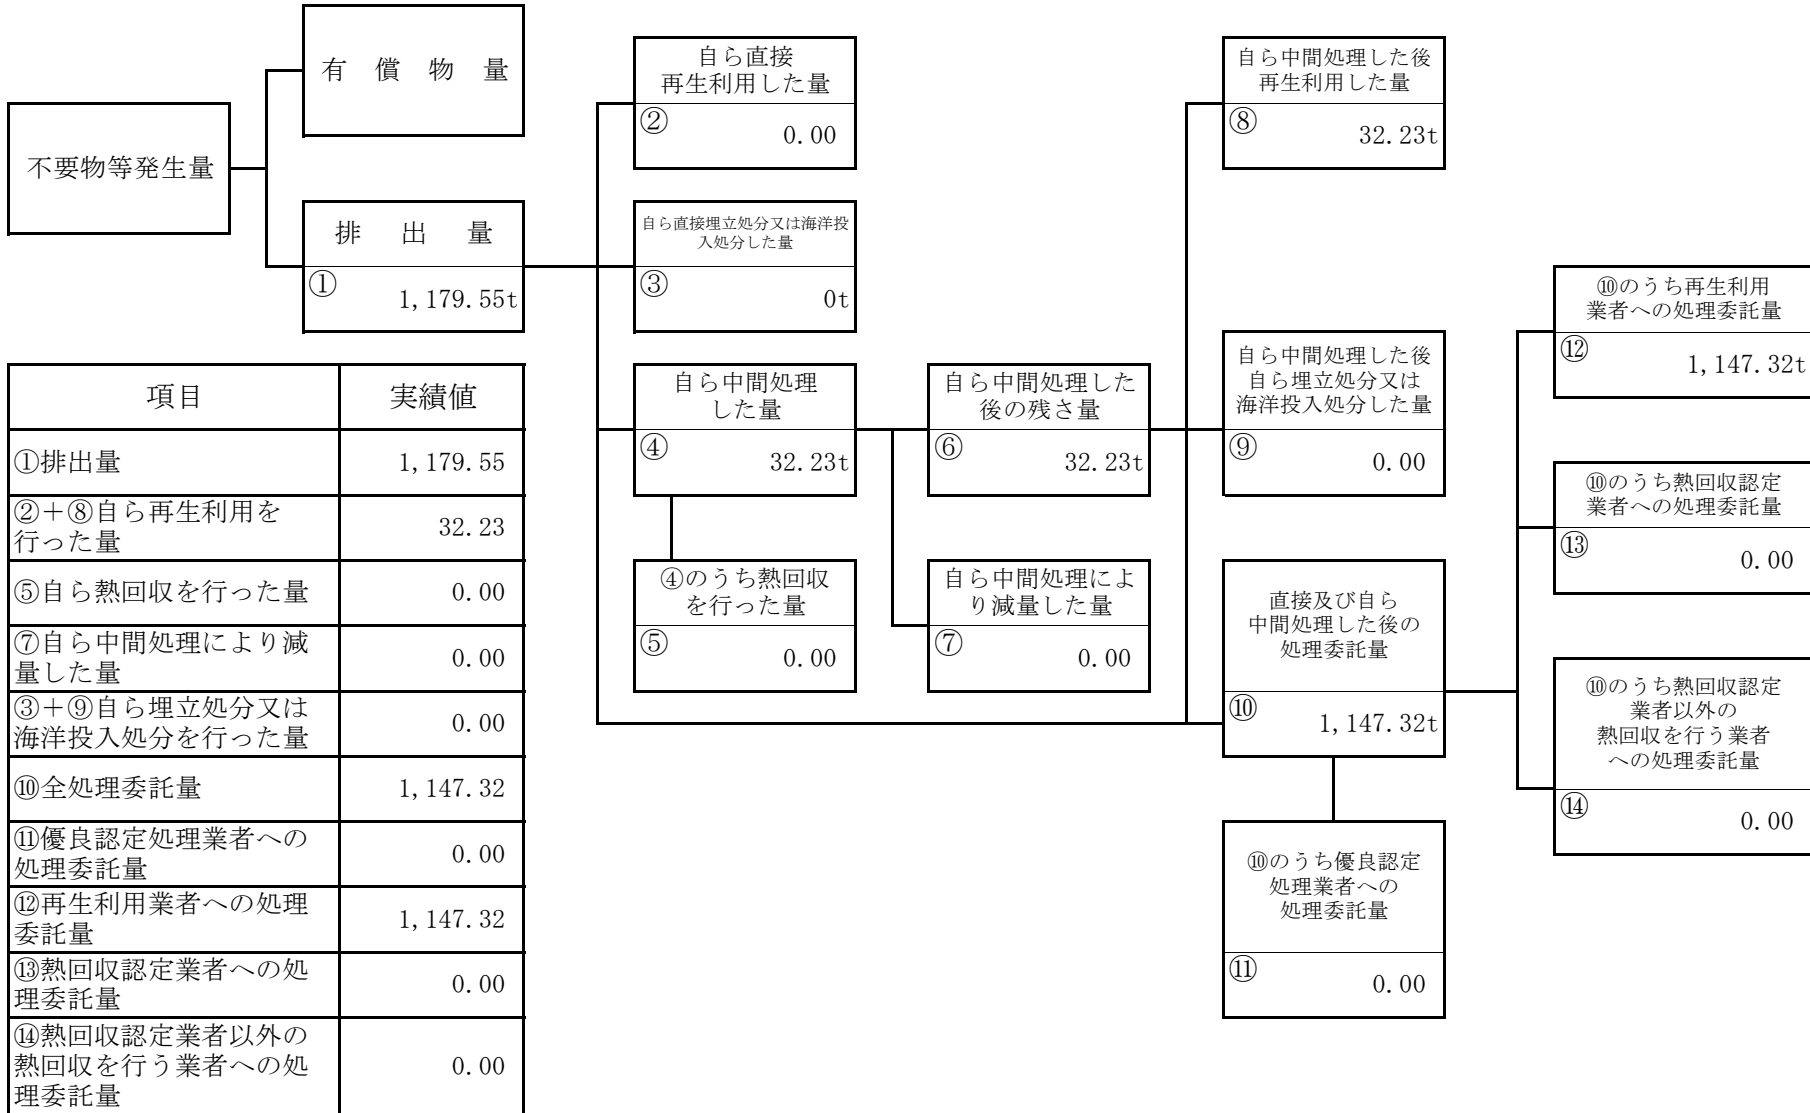 有償物量
不要物等発生量
排出量
①
1,179.55t
自ら直接
再生利用した量
②
0.00
自ら直接埋立処分又は海洋投
入処分した量
③
0t
自ら中間処理
した量
④
32.23t
④のうち熱回収
を行った量
⑤
0.00
自ら中間処理した
後の残さ量
⑥
32.23t
自ら中間処理によ
り減量した量
⑦
0.00
自ら中間処理した後
再生利用した量
⑧
32.23t
自ら中間処理した後
自ら埋立処分又は
海洋投入処分した量
⑨
0.00
直接及び自ら
中間処理した後の
処理委託量
⑩
1,147.32t
⑩のうち優良認定
処理業者への
処理委託量
⑪
0.00
⑩のうち再生利用
業者への処理委託量
⑫
1,147.32t
⑩のうち熱回収認定
業者への処理委託量
⑬
0.00
⑩のうち熱回収認定
業者以外の
熱回収を行う業者
への処理委託量
⑭
0.00
項目 実績値
①排出量 1,179.55
②+⑧自ら再生利用を
行った量 32.23
⑤自ら熱回収を行った量 0.00
⑦自ら中間処理により減
量した量 0.00
③+⑨自ら埋立処分又は
海洋投入処分を行った量 0.00
⑩全処理委託量 1,147.32
⑪優良認定処理業者への
処理委託量 0.00
⑫再生利用業者への処理
委託量 1,147.32
⑬熱回収認定業者への処
理委託量 0.00
⑭熱回収認定業者以外の
熱回収を行う業者への処
理委託量 0.00